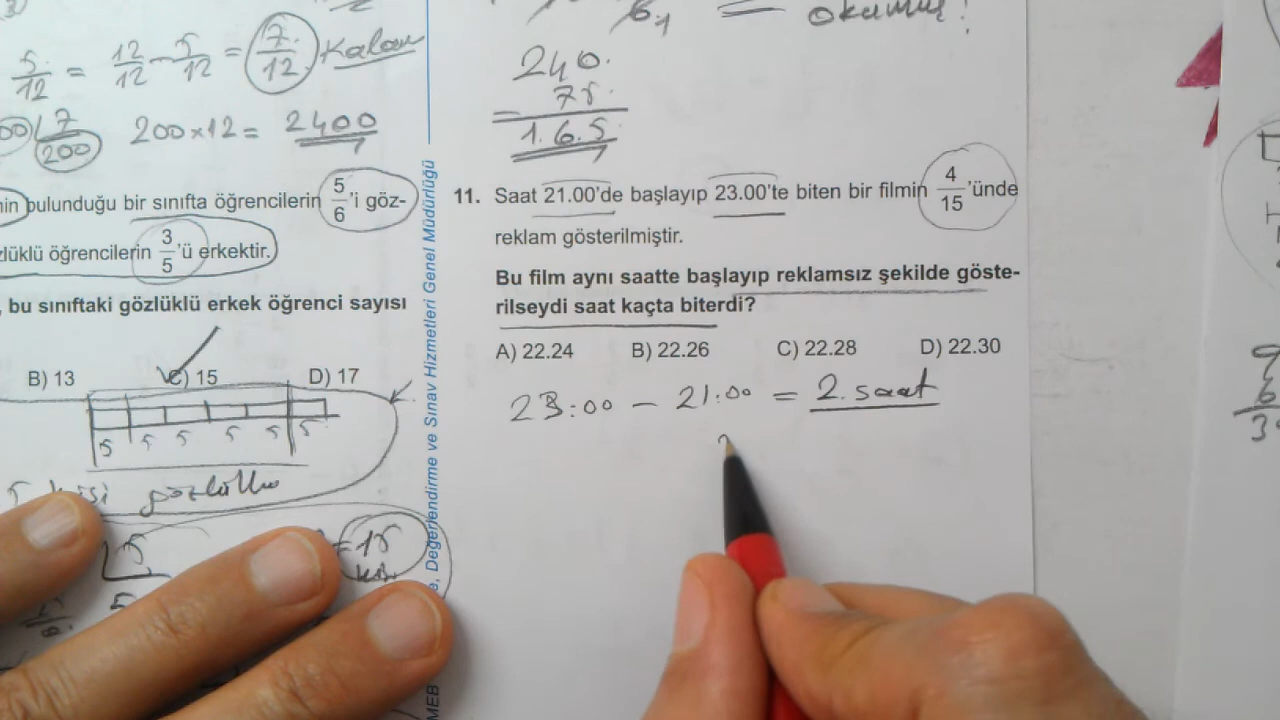 5/12 = 12/12 - 5/12 = 7/12 Kalan
7
200
200x12 = 2400
bulunduğu bir sınıfta öğrencilerin 5/6'i göz-
lüklü öğrencilerin 3/5'ü erkektir.
, bu sınıftaki gözlüklü erkek öğrenci sayısı
B) 13 C) 15 D) 17
5 5 5 5 5 5
gözlüklü
Değerlendirme ve Sınav Hizmetleri Genel Müdürlüğü
MEB
okumuş!
240
75
165
11. Saat 21.00'de başlayıp 23.00'te biten bir filmin 4/15'ünde
reklam gösterilmiştir.
Bu film aynı saatte başlayıp reklamsız şekilde göste-
rilseydi saat kaçta biterdi?
A) 22.24 B) 22.26 C) 22.28 D) 22.30
23:00 - 21:00 = 2 saat